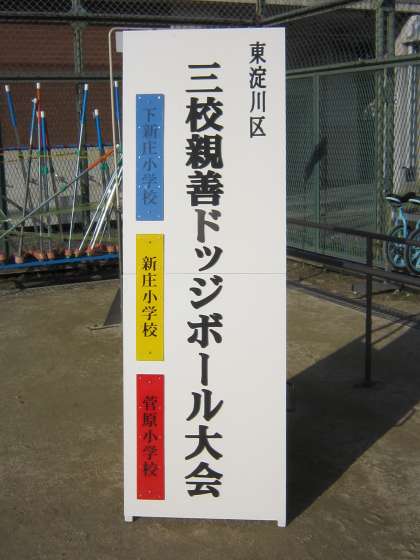 東淀川区
三校親善ドッジボール大会
下新庄小学校
新庄小学校
菅原小学校